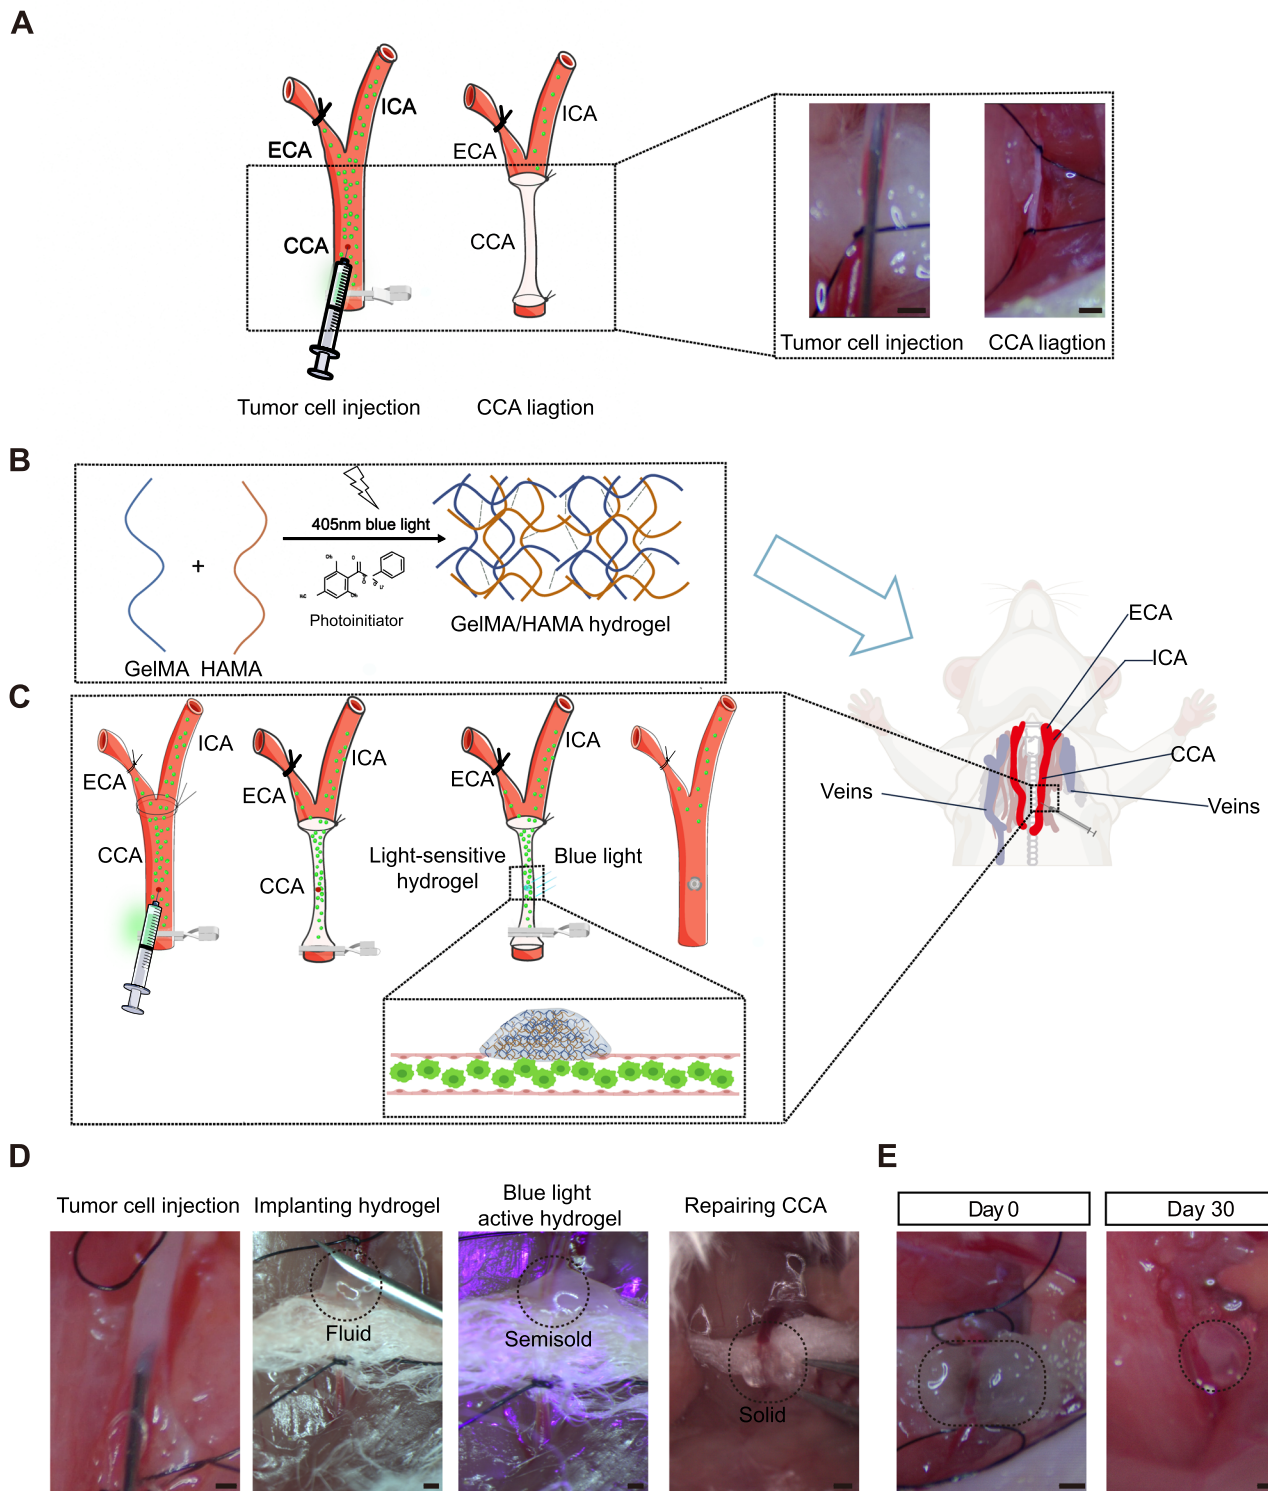 A
ICA
ECA
CCA
ICA
ECA
CCA
Tumor cell injection
CCA liagtion
Tumor cell injection
CCA liagtion
B
405nm blue light
+
Photoinitiator
GelMA HAMA
GelMA/HAMA hydrogel
ECA
ICA
CCA
Veins
Veins
C
ICA
ECA
CCA
ICA
ECA
CCA
ICA
ECA
Light-sensitive
hydrogel
Blue light
D
Tumor cell injection
Implanting hydrogel
Fluid
Blue light
active hydrogel
Semisold
Repairing CCA
Solid
E
Day 0
Day 30